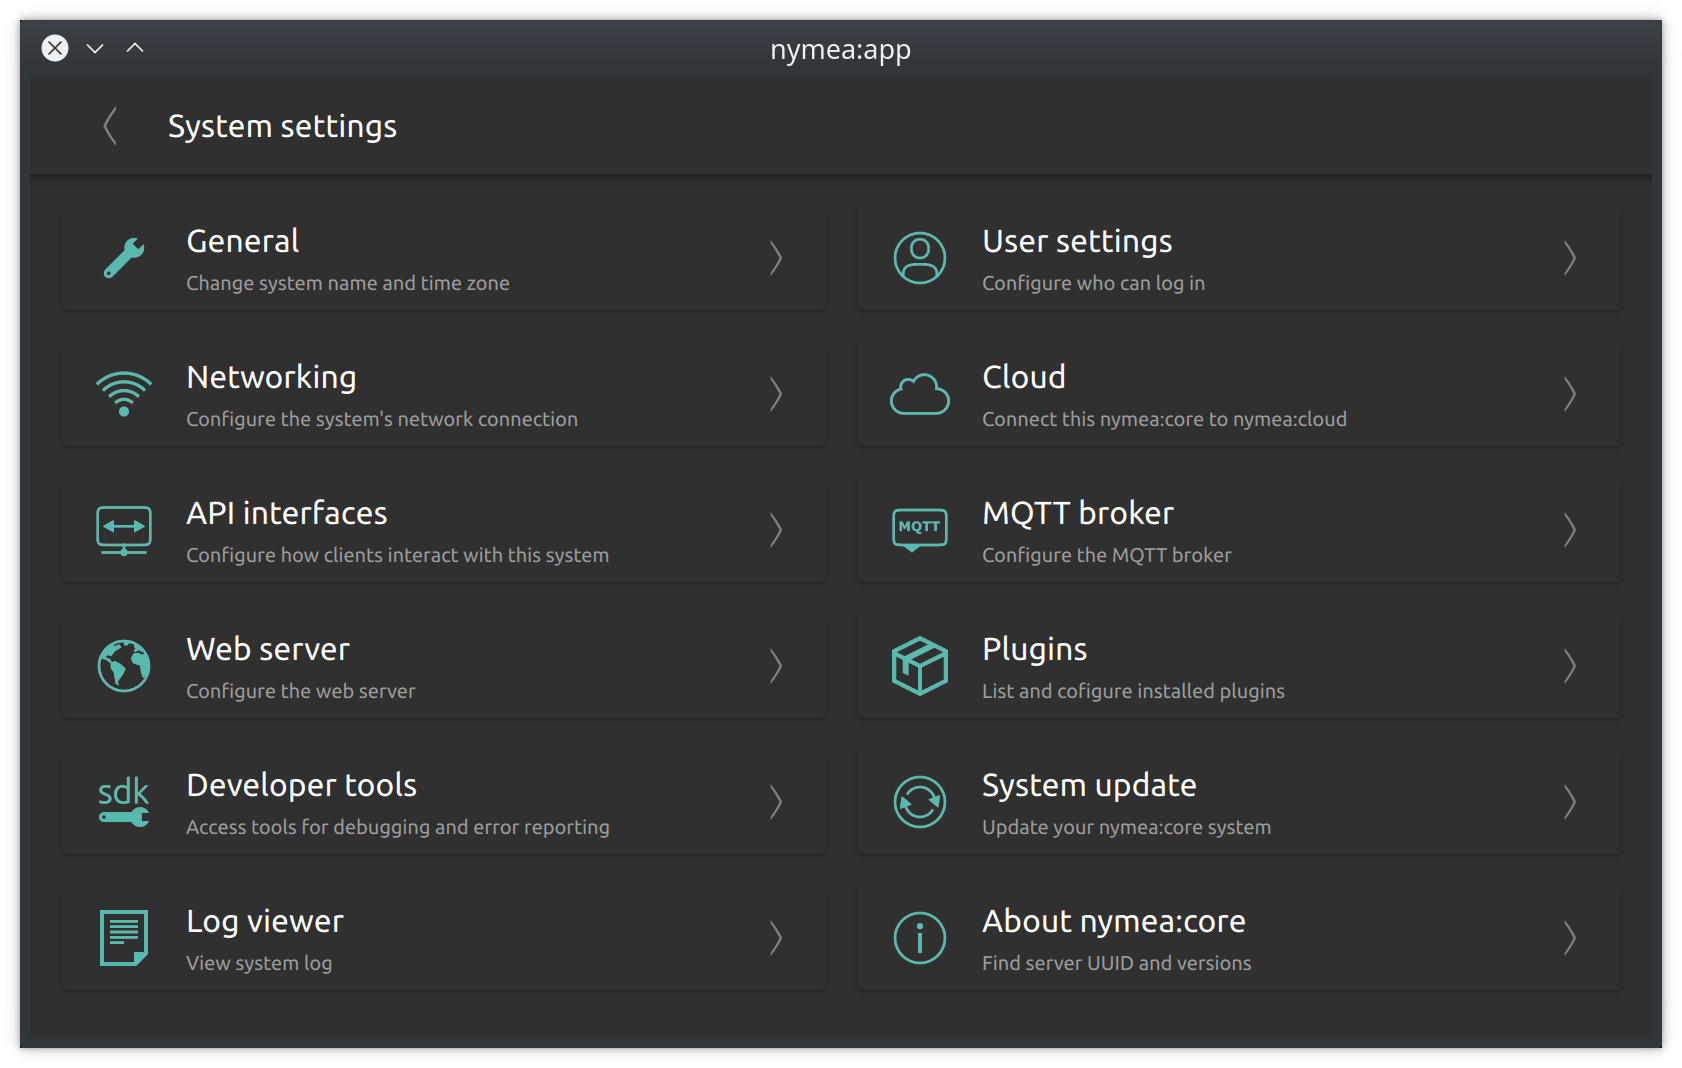 nymea:app
System settings
General
Change system name and time zone
User settings
Configure who can log in
Networking
Configure the system's network connection
Cloud
Connect this nymea:core to nymea:cloud
API interfaces
Configure how clients interact with this system
MQTT
MQTT broker
Configure the MQTT broker
Web server
Configure the web server
Plugins
List and cofigure installed plugins
sdk
Developer tools
Access tools for debugging and error reporting
System update
Update your nymea:core system
Log viewer
View system log
About nymea:core
Find server UUID and versions